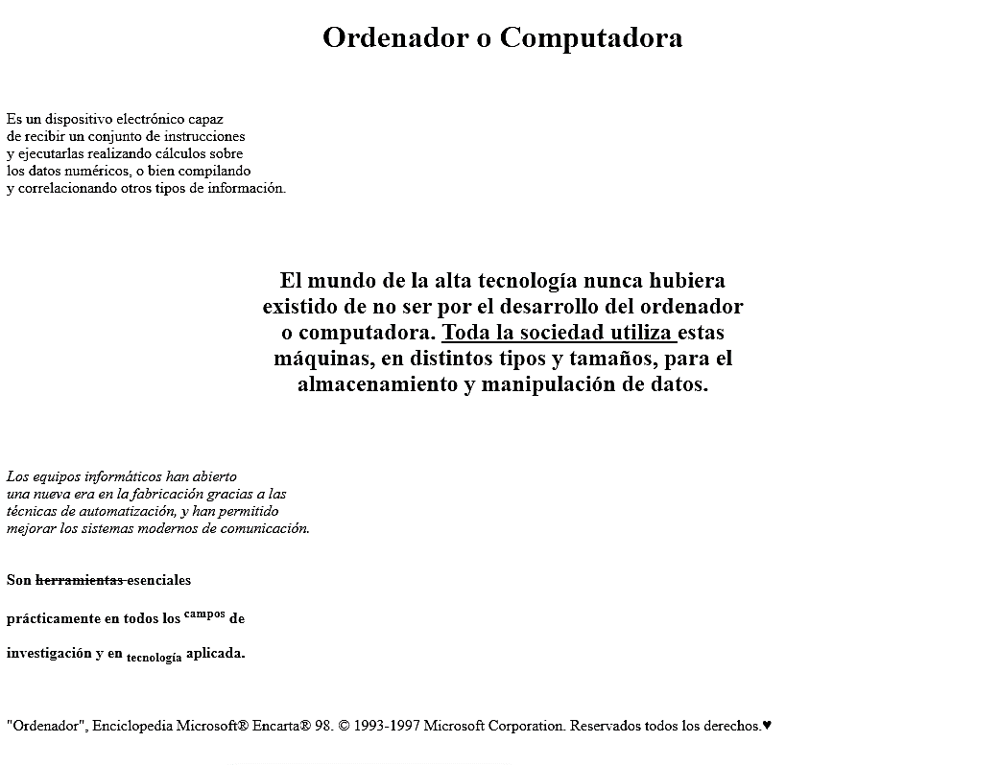 Ordenador o Computadora
Es un dispositivo electrónico capaz
de recibir un conjunto de instrucciones
y ejecutarlas realizando cálculos sobre
los datos numéricos, o bien compilando
y correlacionando otros tipos de información.
El mundo de la alta tecnología nunca hubiera
existido de no ser por el desarrollo del ordenador
o computadora. Toda la sociedad utiliza estas
máquinas, en distintos tipos y tamaños, para el
almacenamiento y manipulación de datos.
Los equipos informáticos han abierto
una nueva era en la fabricación gracias a las
técnicas de automatización, y han permitido
mejorar los sistemas modernos de comunicación.
Son herramientas esenciales
prácticamente en todos los campos de
investigación y en tecnología aplicada.
"Ordenador", Enciclopedia Microsoft® Encarta® 98. © 1993-1997 Microsoft Corporation. Reservados todos los derechos.♥